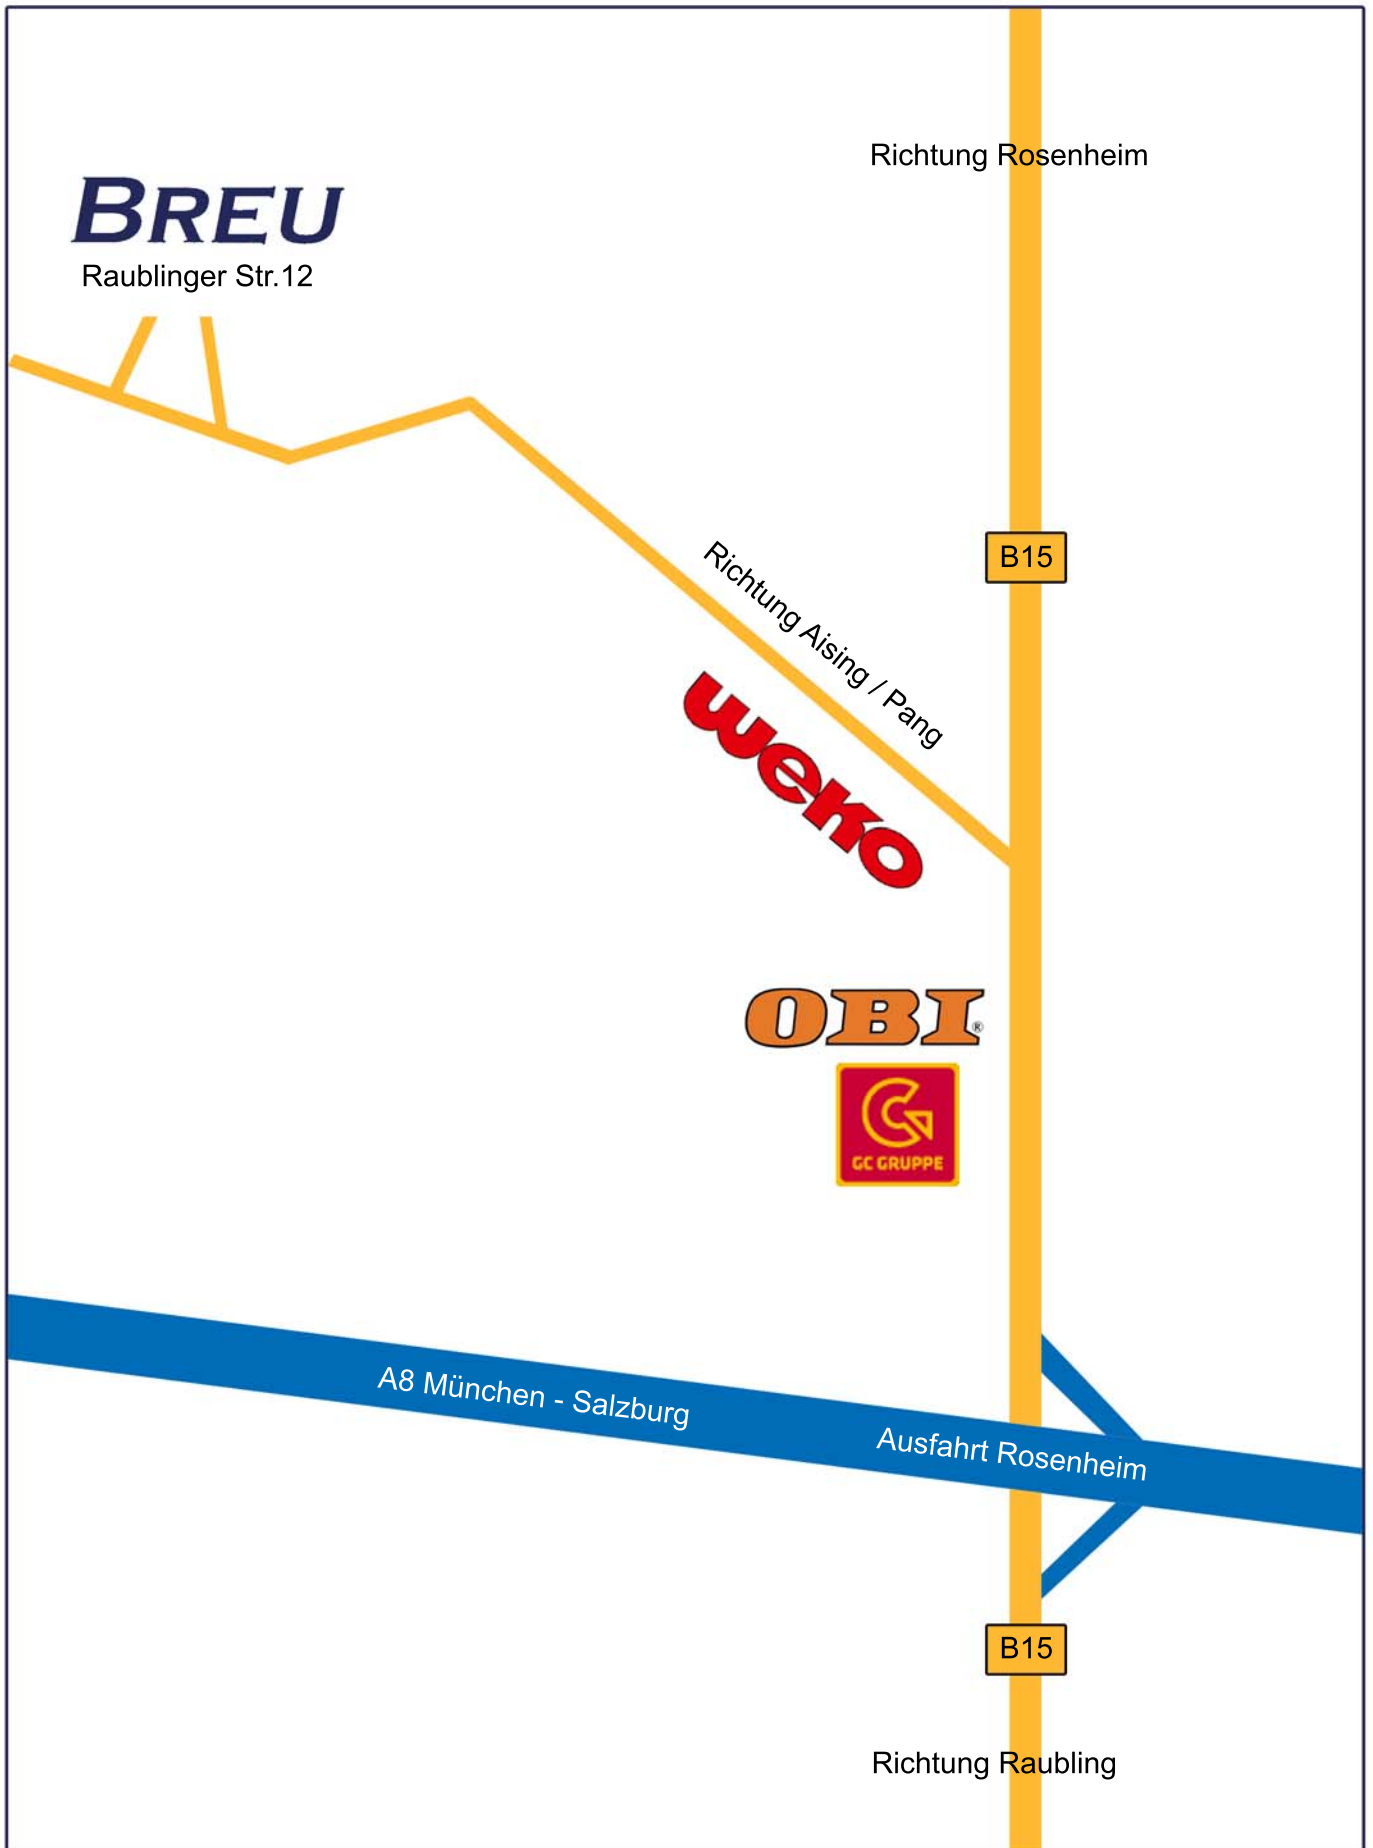 Richtung Rosenheim
BREU
Raublinger Str.12
B15
Richtung Aising / Pang
weko
OBI®
GC GRUPPE
A8 München - Salzburg
Ausfahrt Rosenheim
B15
Richtung Raubling